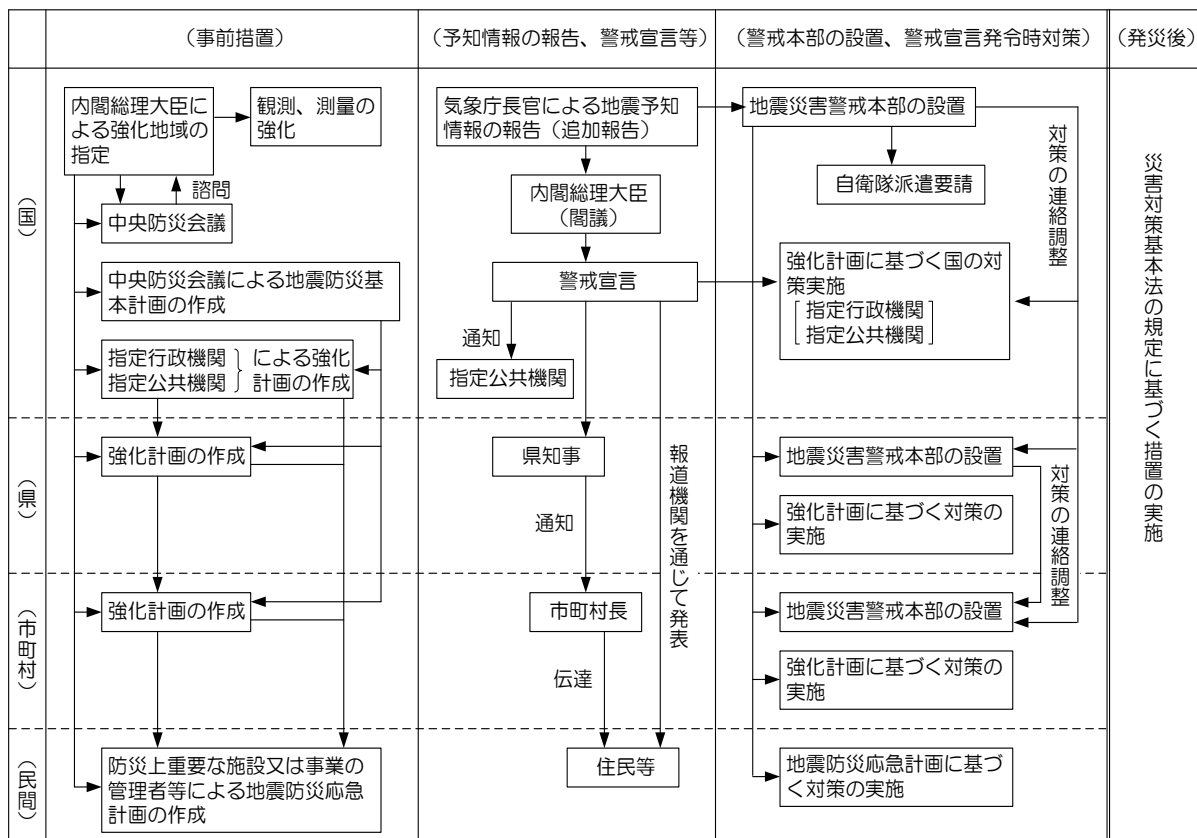 （事前措置）
（予知情報の報告、警戒宣言等）
（警戒本部の設置、警戒宣言発令時対策）
（発災後）
（国）
内閣総理大臣に
よる強化地域の
指定
観測、測量の
強化
諮問
中央防災会議
中央防災会議による地震防災基
本計画の作成
指定行政機関
指定公共機関
｝による強化
計画の作成
気象庁長官による地震予知
情報の報告（追加報告）
内閣総理大臣
（閣議）
警戒宣言
通知
指定公共機関
地震災害警戒本部の設置
自衛隊派遣要請
対策の連絡調整
強化計画に基づく国の対
策実施
[指定行政機関
指定公共機関]
（県）
強化計画の作成
県知事
通知
報道機関を通じて発表
地震災害警戒本部の設置
強化計画に基づく対策の
実施
対策の連絡調整
（市町村）
強化計画の作成
市町村長
伝達
地震災害警戒本部の設置
強化計画に基づく対策の
実施
（民間）
防災上重要な施設又は事業の
管理者等による地震防災応急
計画の作成
住民等
地震防災応急計画に基づ
く対策の実施
災害対策基本法の規定に基づく措置の実施